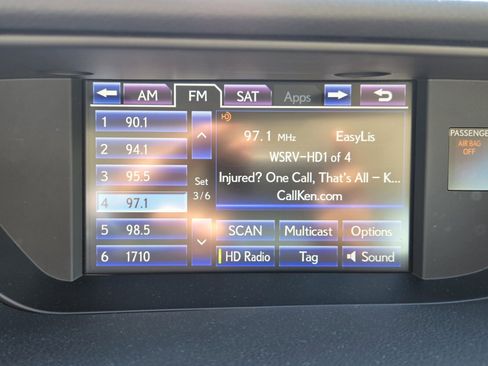 AM FM SAT Apps
1 90.1
2 94.1
3 95.5
4 97.1
5 98.5
6 1710
Set
3/6
97.1 MHz EasyLis
WSRV-HD1 of 4
Injured? One Call, That's All - K...
CallKen.com
SCAN Multicast Options
HD Radio Tag Sound
PASSENGE
AIR BAG
OFF